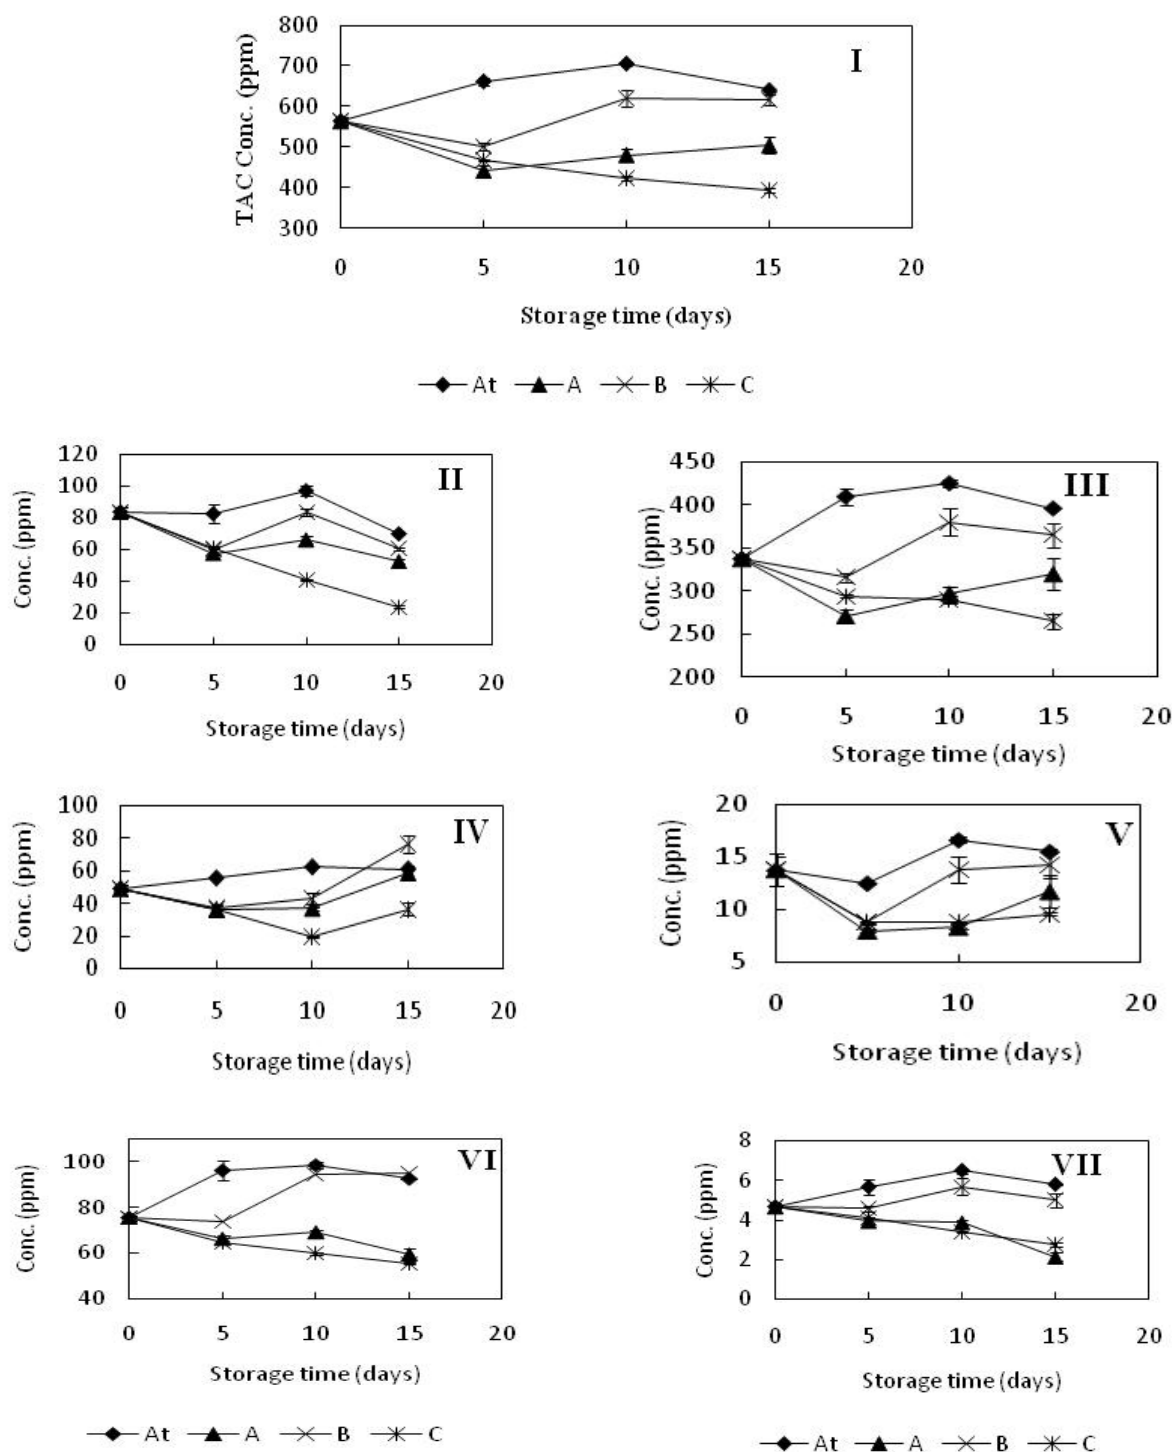 800
700
600
500
400
300
TAC Conc. (ppm)
I
0 5 10 15 20
Storage time (days)
At A B C
120
100
80
60
40
20
0
Conc. (ppm)
II
0 5 10 15 20
Storage time (days)
450
400
350
300
250
200
Conc. (ppm)
III
0 5 10 15 20
Storage time (days)
100
80
60
40
20
0
Conc. (ppm)
IV
0 5 10 15 20
Storage time (days)
20
15
10
5
Conc. (ppm)
V
0 10 20
Storage time (days)
100
80
60
40
Conc. (ppm)
VI
0 5 10 15 20
Storage time (days)
At A B C
8
6
4
2
0
Conc. (ppm)
VII
0 5 10 15 20
Storage time (days)
At A B C